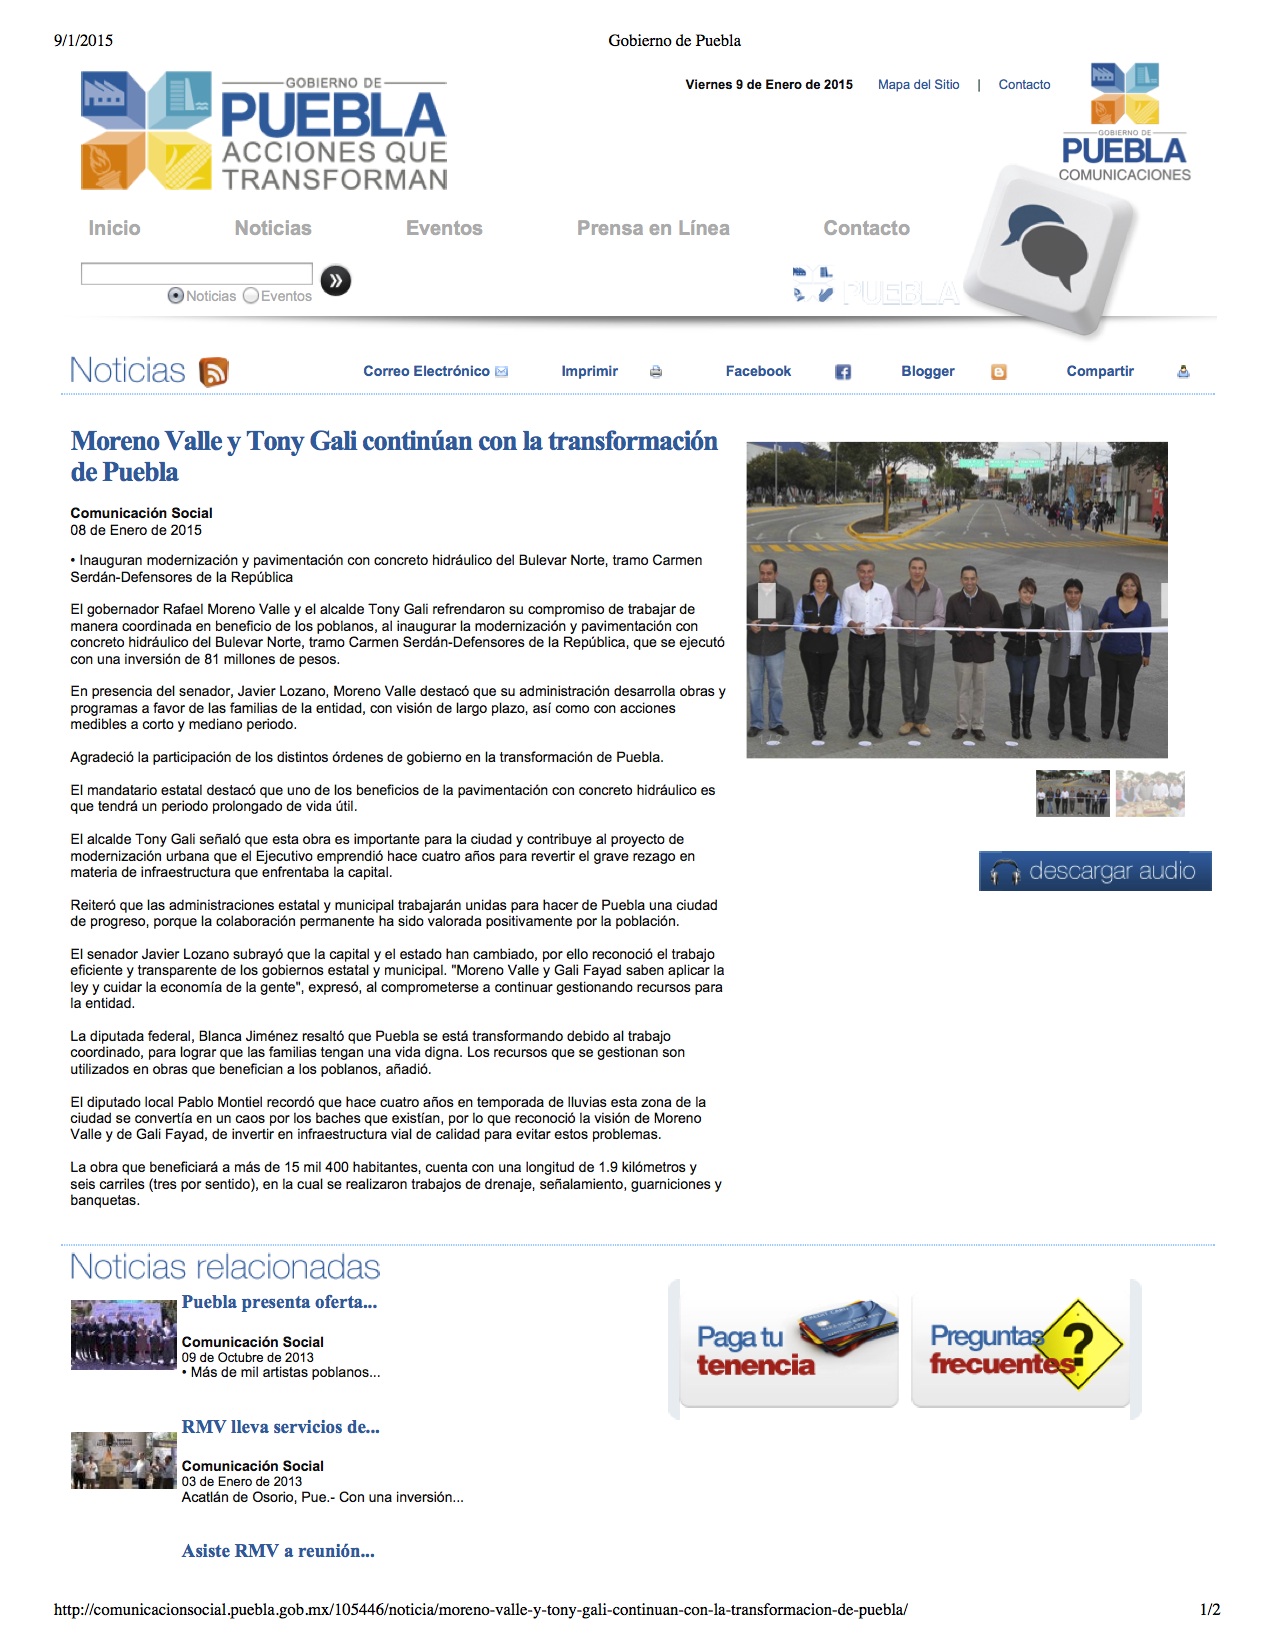 9/1/2015
Gobierno de Puebla
GOBIERNO DE
PUEBLA
ACCIONES QUE
TRANSFORMAN
Viernes 9 de Enero de 2015
Mapa del Sitio | Contacto
GOBIERNO DE
PUEBLA
COMUNICACIONES
Inicio
Noticias
Eventos
Prensa en Línea
Contacto
Noticias
Eventos
PUEBLA
Noticias
Correo Electrónico
Imprimir
Facebook
Blogger
Compartir
Moreno Valle y Tony Gali continúan con la transformación
de Puebla
Comunicación Social
08 de Enero de 2015
• Inauguran modernización y pavimentación con concreto hidráulico del Bulevar Norte, tramo Carmen
Serdán-Defensores de la República
El gobernador Rafael Moreno Valle y el alcalde Tony Gali refrendaron su compromiso de trabajar de
manera coordinada en beneficio de los poblanos, al inaugurar la modernización y pavimentación con
concreto hidráulico del Bulevar Norte, tramo Carmen Serdán-Defensores de la República, que se ejecutó
con una inversión de 81 millones de pesos.
En presencia del senador, Javier Lozano, Moreno Valle destacó que su administración desarrolla obras y
programas a favor de las familias de la entidad, con visión de largo plazo, así como con acciones
medibles a corto y mediano periodo.
Agradeció la participación de los distintos órdenes de gobierno en la transformación de Puebla.
El mandatario estatal destacó que uno de los beneficios de la pavimentación con concreto hidráulico es
que tendrá un periodo prolongado de vida útil.
El alcalde Tony Gali señaló que esta obra es importante para la ciudad y contribuye al proyecto de
modernización urbana que el Ejecutivo emprendió hace cuatro años para revertir el grave rezago en
materia de infraestructura que enfrentaba la capital.
Reiteró que las administraciones estatal y municipal trabajarán unidas para hacer de Puebla una ciudad
de progreso, porque la colaboración permanente ha sido valorada positivamente por la población.
El senador Javier Lozano subrayó que la capital y el estado han cambiado, por ello reconoció el trabajo
eficiente y transparente de los gobiernos estatal y municipal. "Moreno Valle y Gali Fayad saben aplicar la
ley y cuidar la economía de la gente", expresó, al comprometerse a continuar gestionando recursos para
la entidad.
La diputada federal, Blanca Jiménez resaltó que Puebla se está transformando debido al trabajo
coordinado, para lograr que las familias tengan una vida digna. Los recursos que se gestionan son
utilizados en obras que benefician a los poblanos, añadió.
El diputado local Pablo Montiel recordó que hace cuatro años en temporada de lluvias esta zona de la
ciudad se convertía en un caos por los baches que existían, por lo que reconoció la visión de Moreno
Valle y de Gali Fayad, de invertir en infraestructura vial de calidad para evitar estos problemas.
La obra que beneficiará a más de 15 mil 400 habitantes, cuenta con una longitud de 1.9 kilómetros y
seis carriles (tres por sentido), en la cual se realizaron trabajos de drenaje, señalamiento, guarniciones y
banquetas.
descargar audio
Noticias relacionadas
Puebla presenta oferta...
Comunicación Social
09 de Octubre de 2013
• Más de mil artistas poblanos...
RMV lleva servicios de...
Comunicación Social
03 de Enero de 2013
Acatlán de Osorio, Pue.- Con una inversión...
Asiste RMV a reunión...
Paga tu
tenencia
Preguntas
frecuentes
?
http://comunicacionsocial.puebla.gob.mx/105446/noticia/moreno-valle-y-tony-gali-continuan-con-la-transformacion-de-puebla/
1/2